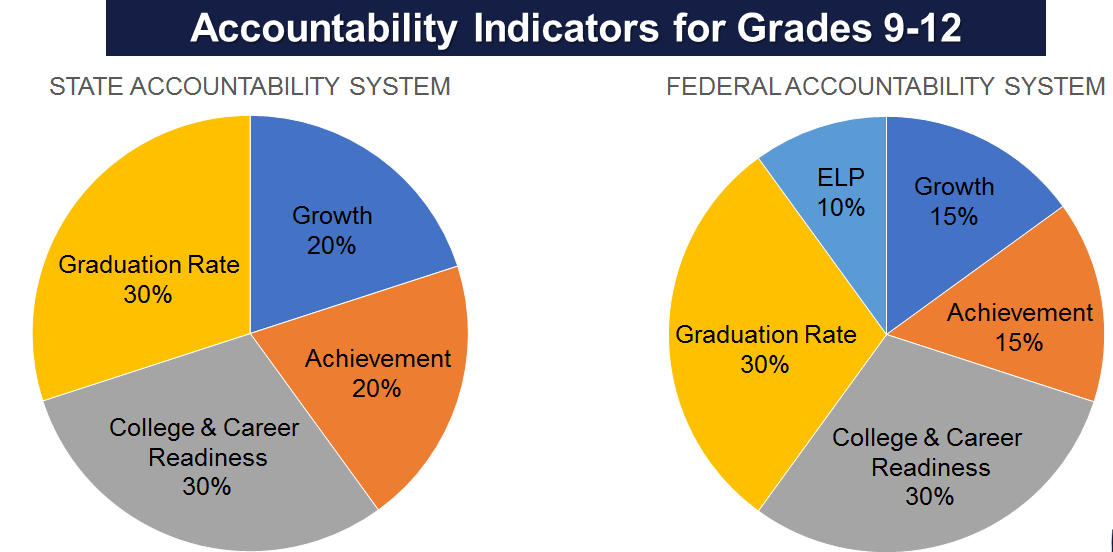 Accountability Indicators for Grades 9-12
STATE ACCOUNTABILITY SYSTEM
Growth
20%
Achievement
20%
College & Career
Readiness
30%
Graduation Rate
30%
FEDERAL ACCOUNTABILITY SYSTEM
Growth
15%
Achievement
15%
College & Career
Readiness
30%
Graduation Rate
30%
ELP
10%